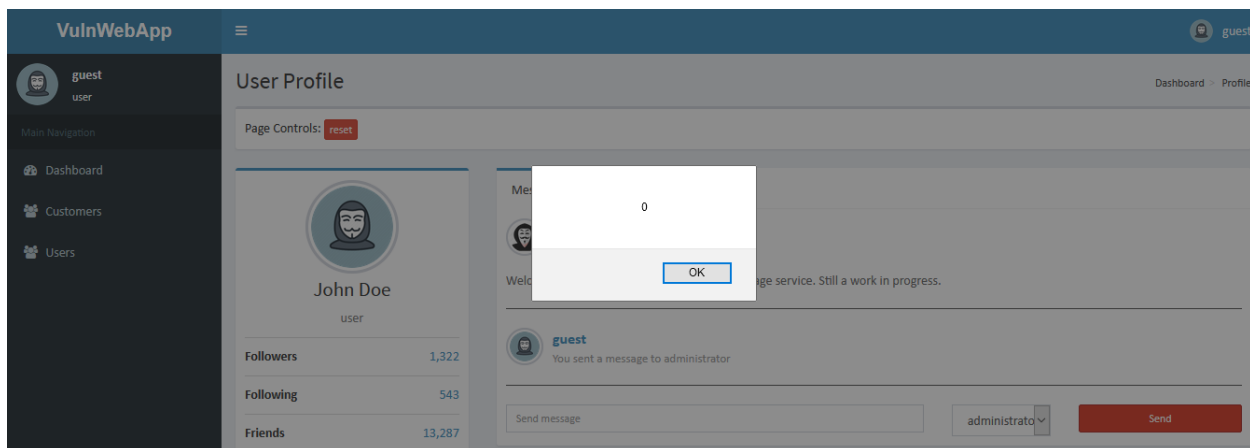 VulnWebApp
guest
guest
user
User Profile
Dashboard > Profile
Main Navigation
Page Controls: reset
Dashboard
Customers
Users
John Doe
user
Followers 1,322
Following 543
Friends 13,287
0
OK
age service. Still a work in progress.
guest
You sent a message to administrator
Send message
administrato
Send